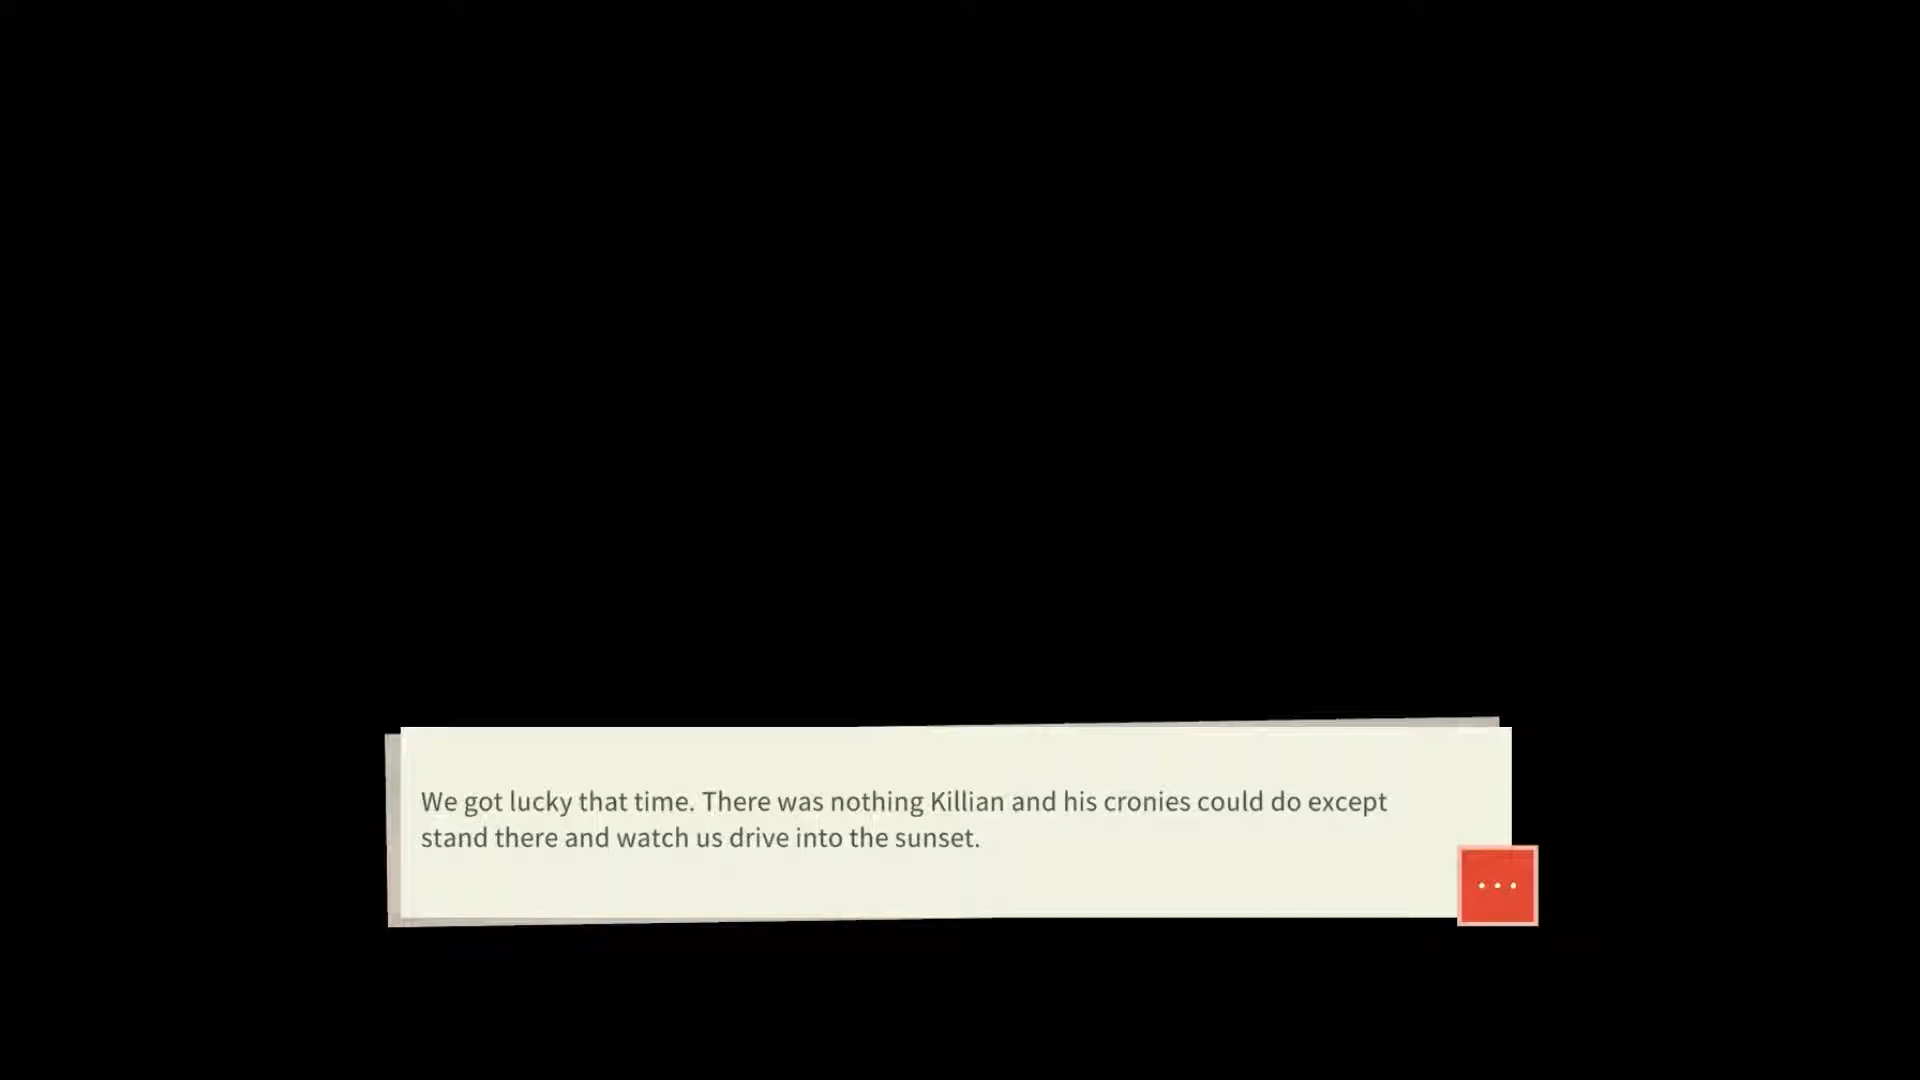 We got lucky that time. There was nothing Killian and his cronies could do except
stand there and watch us drive into the sunset.